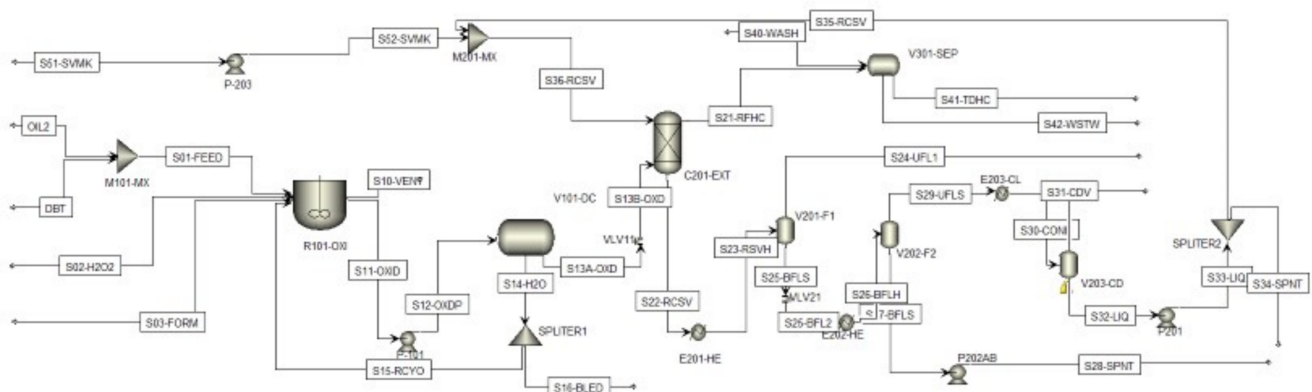 S35-RCSV
S40-WASH
S52-SVMK
M201-MX
V301-SEP
S51-SVMK
P-203
S36-RCSV
S41-TDHC
S21-RFHC
S42-WSTW
OIL2
S01-FEED
S24-UFL1
M101-MX
C201-EXT
E203-CL
S10-VENT
V101-DC
S13B-OXD
S29-UFLS
S31-CDV
DBT
V201-F1
R101-OXI
VLV11
S23-RSVH
S30-CON
SPLITER2
V202-F2
S02-H2O2
S11-OXID
S13A-OXD
S33-LIQ
S34-SPNT
S14-H2O
S25-BFLS
V203-CD
S12-OXDP
S22-RCSV
VLV21
S26-BFLH
S03-FORM
SPLITER1
S25-BFL2
S27-BFLS
S32-LIQ
E202-HE
P201
P-101
E201-HE
S15-RCYO
P202AB
S28-SPNT
S16-BLED